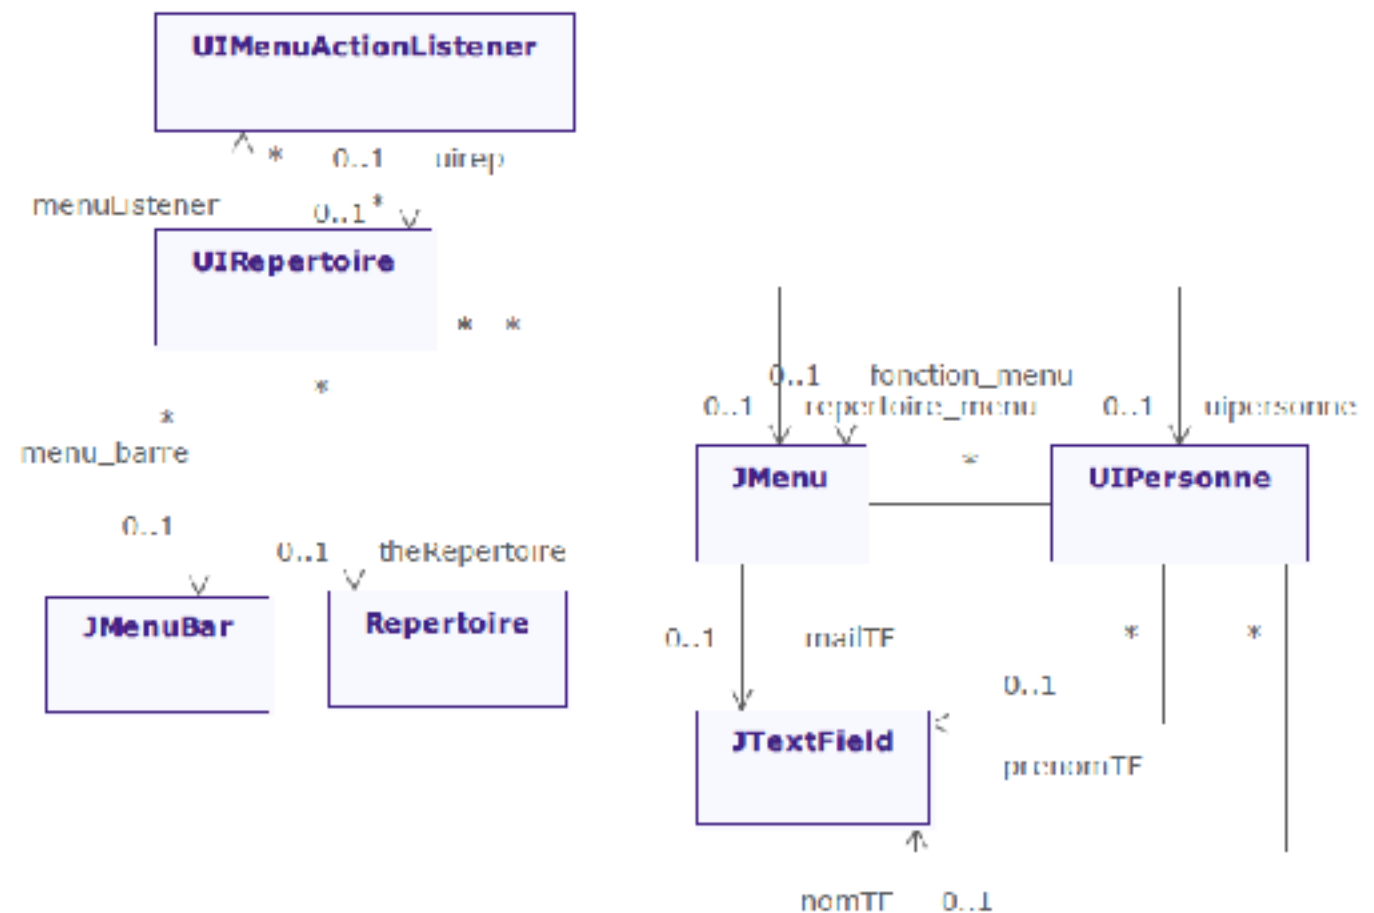 UIMenuActionListener
* 0..1 uirep
menuListener 0..1 *
UIRepertoire
* *
*
*
menu_barre
0..1
0..1 theRepertoire
JMenuBar
Repertoire
0..1 fonction_menu
0..1 repertoire_menu
0..1 uipersonne
*
JMenu
UIPersonne
0..1 mailTF
* *
0..1
JTextField
prenomTF
nomTF 0..1